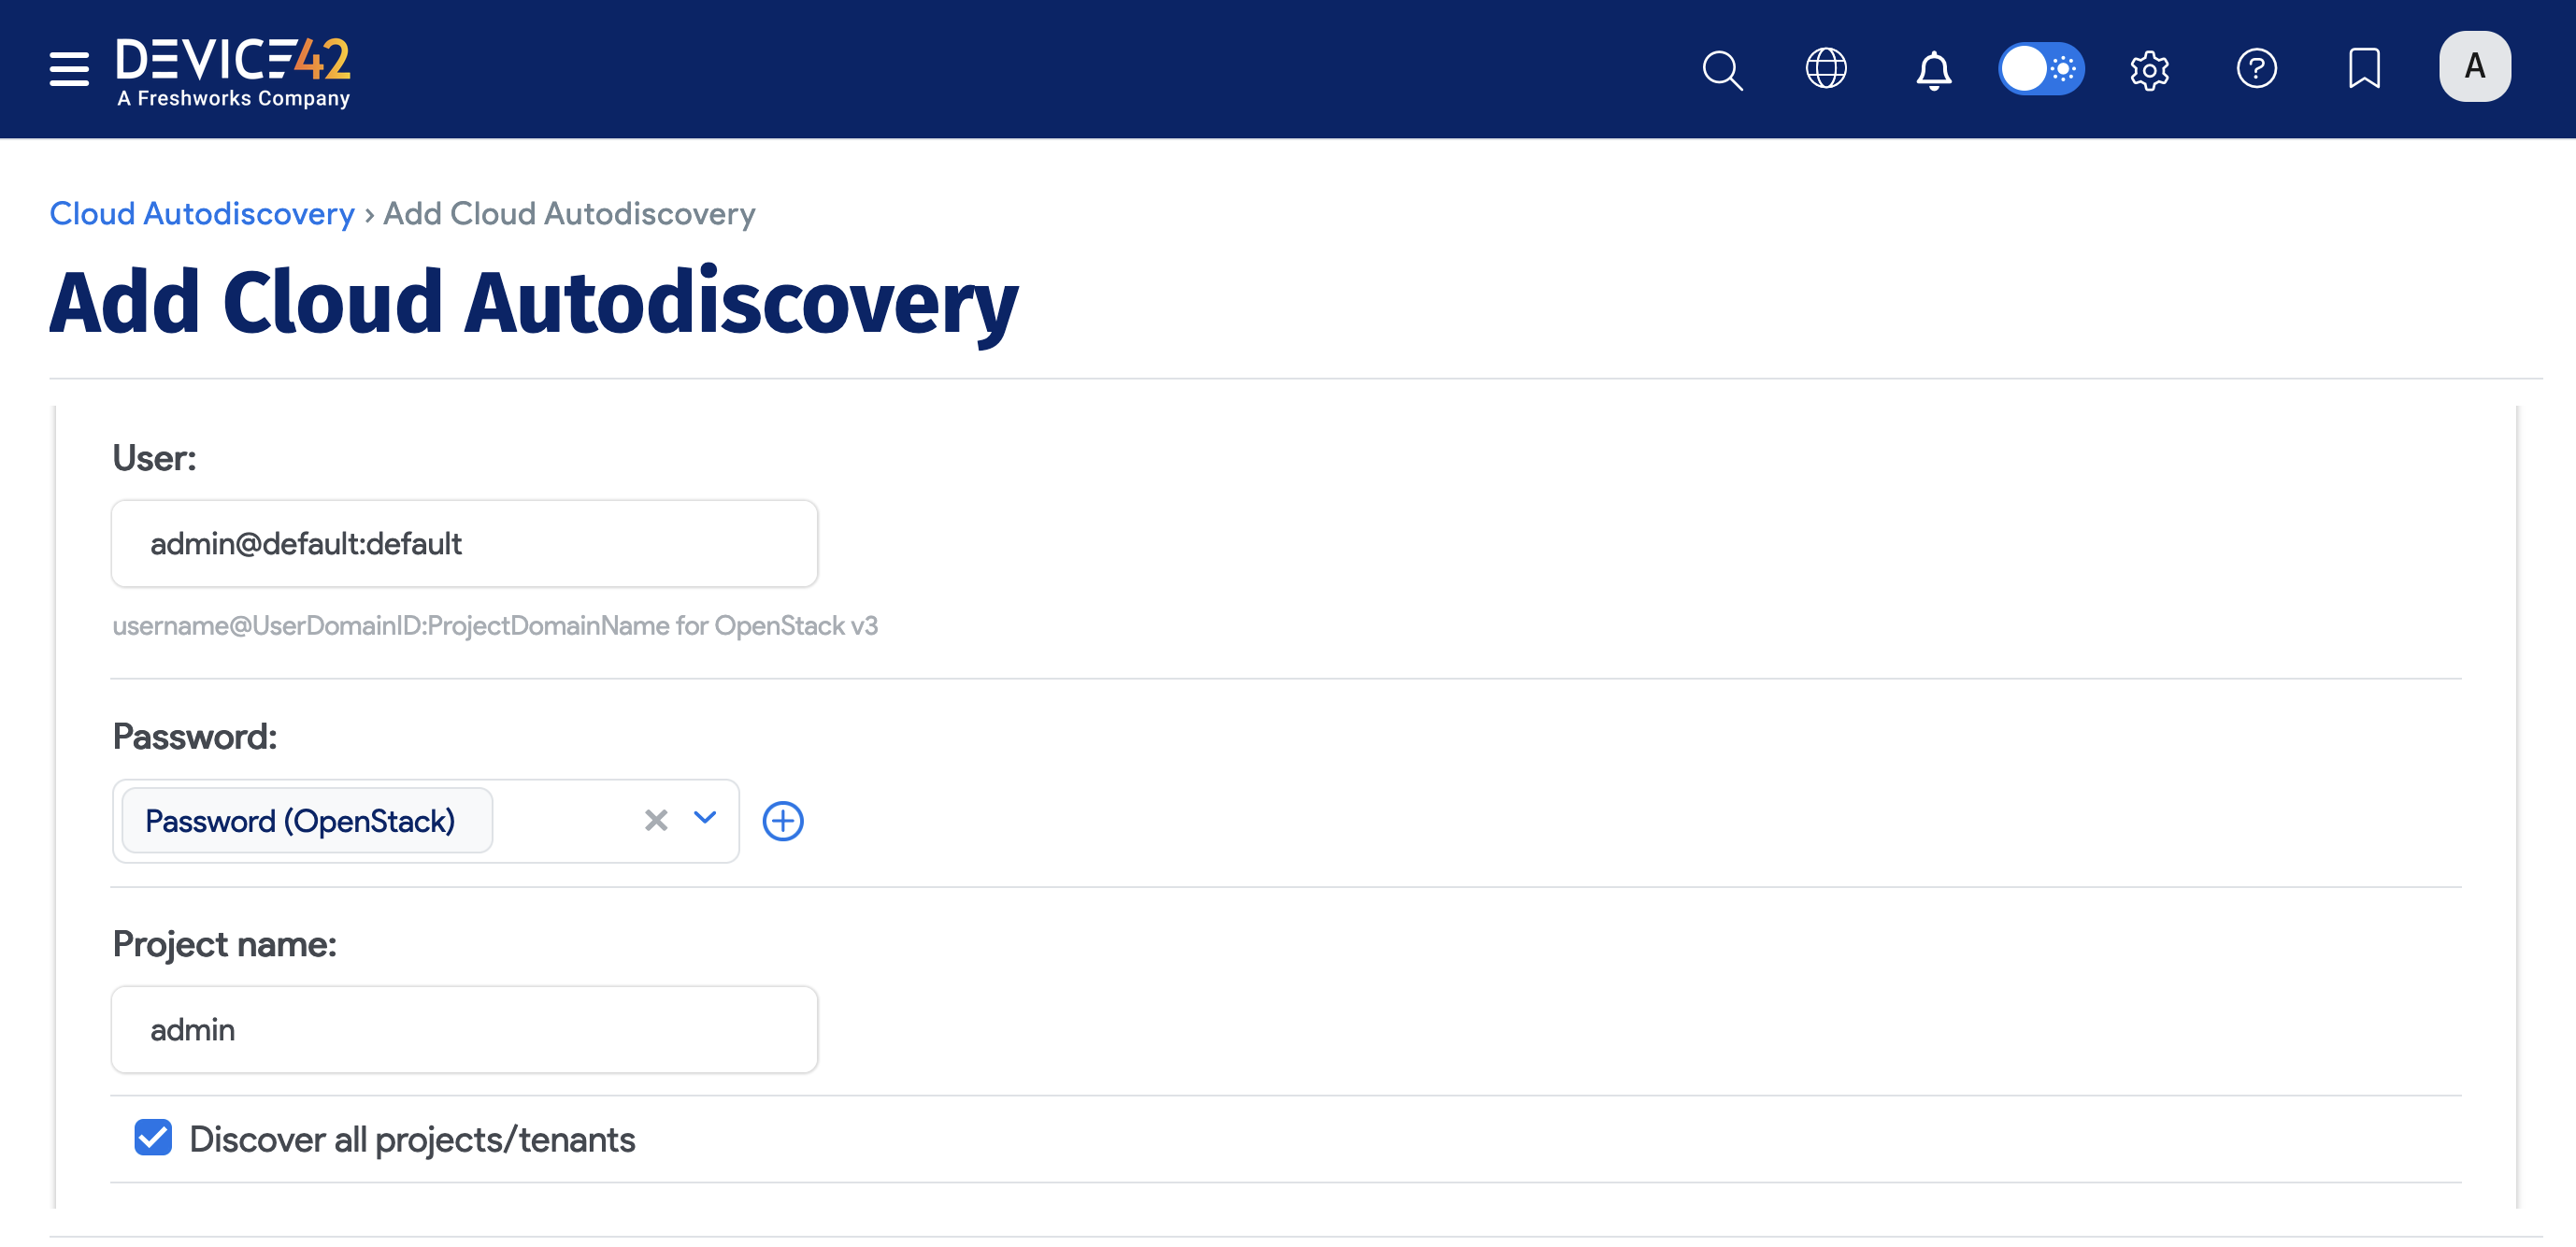 DEVICE42
A Freshworks Company
A
Cloud Autodiscovery › Add Cloud Autodiscovery
Add Cloud Autodiscovery
User:
admin@default:default
username@UserDomainID:ProjectDomainName for OpenStack v3
Password:
Password (OpenStack)
Project name:
admin
Discover all projects/tenants